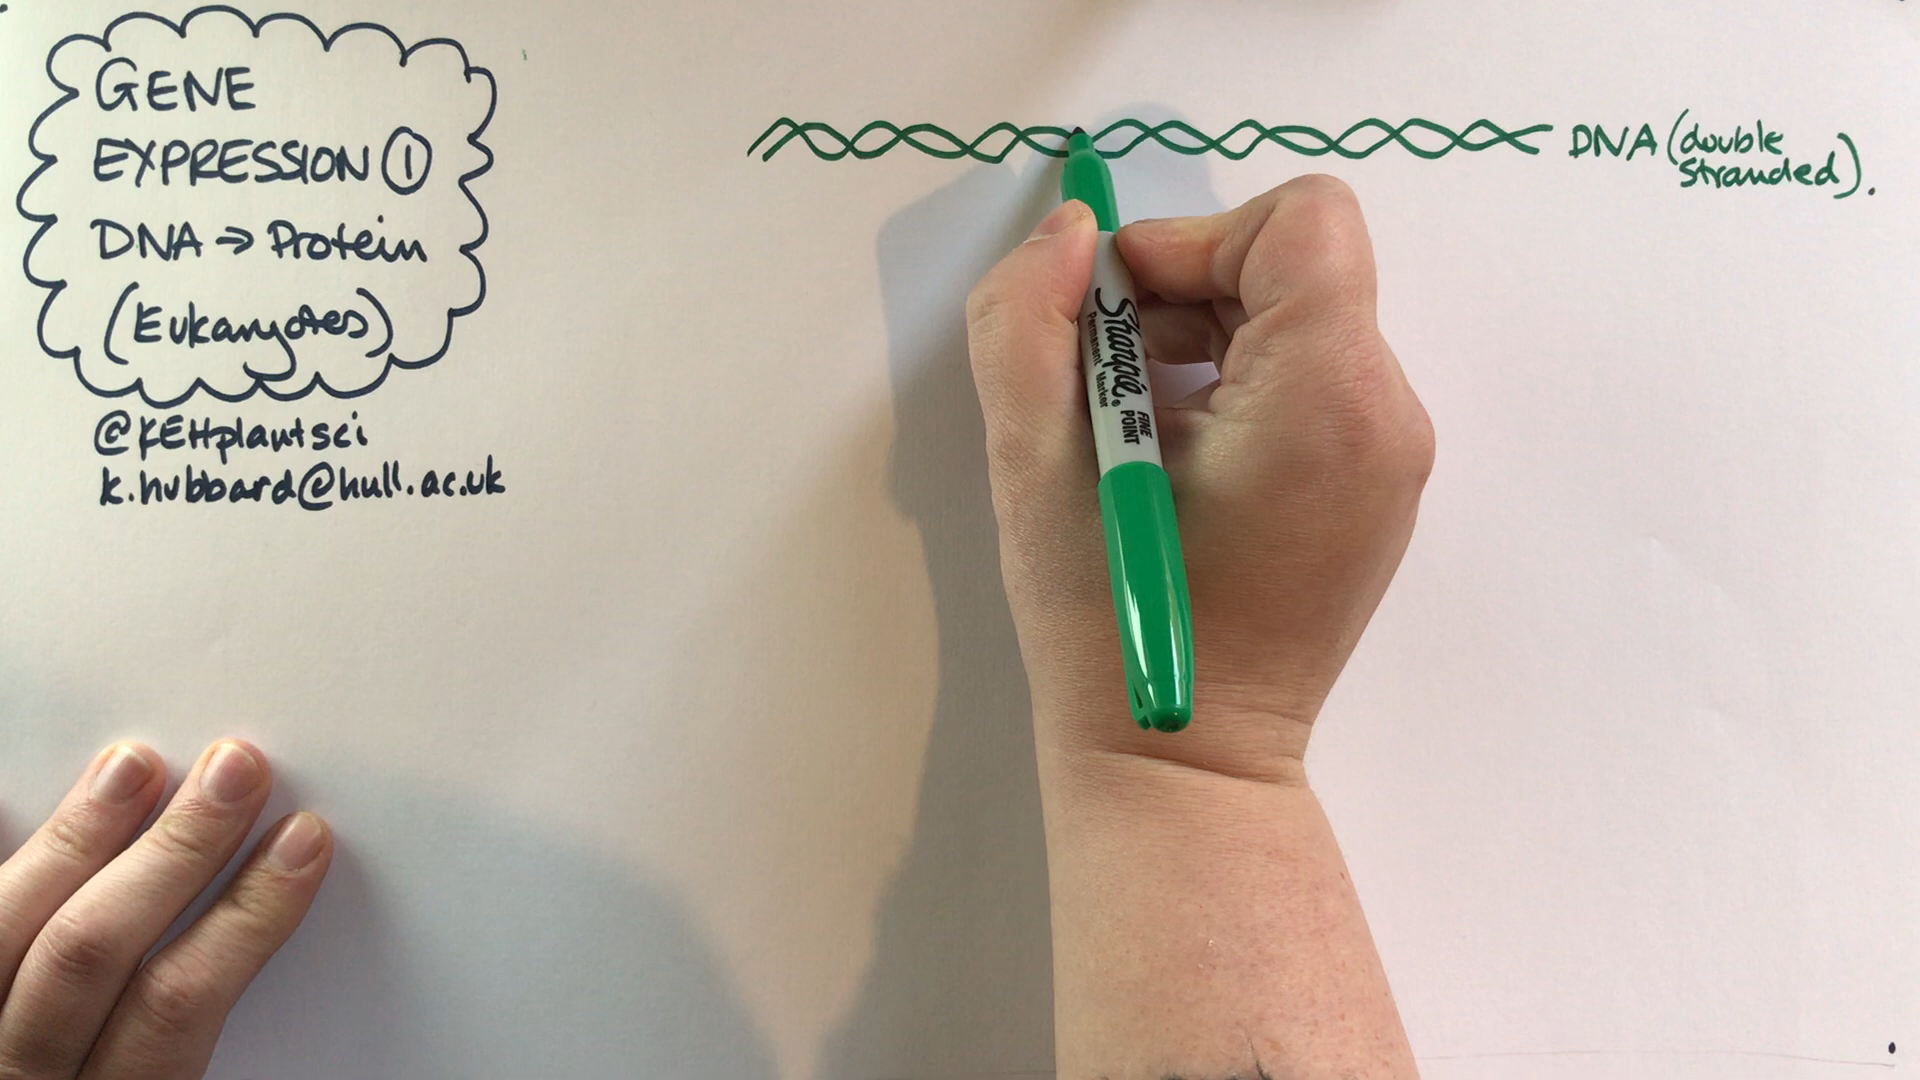 GENE
EXPRESSION ①
DNA → Protein
(Eukaryotes)
@KEHplantsci
k.hubbard@hull.ac.uk
DNA (double
stranded).
Sharpie®
Permanent Marker
FINE
POINT